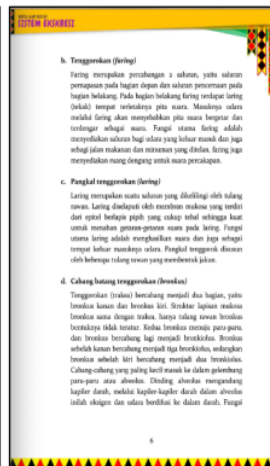 SISTEM EKSKRESI
b. Tenggorokan (faring)
Faring merupakan percabangan 2 saluran, yaitu saluran
pernapasan pada bagian depan dan saluran pencernaan pada
bagian belakang. Pada bagian belakang faring terdapat laring
(tekak) tempat terletaknya pita suara. Masuknya udara
melalui faring akan menyebabkan pita suara bergetar dan
terdengar sebagai suara. Fungsi utama faring adalah
menyediakan saluran bagi udara yang keluar masuk dan juga
sebagi jalan makanan dan minuman yang ditelan, faring juga
menyediakan ruang dengung untuk suara percakapan.
c. Pangkal tenggorokan (laring)
Laring merupakan suatu saluran yang dikelilingi oleh tulang
rawan. Laring diselaputi oleh membran mukosa yang terdiri
dari epitel berlapis pipih yang cukup tebal sehingga kuat
untuk menahan getaran-getaran suara pada laring. Fungsi
utama laring adalah menghasilkan suara dan juga sebagai
tempat keluar masuknya udara. Pangkal tenggorok disusun
oleh beberapa tulang rawan yang membentuk jakun.
d. Cabang batang tenggorokan (bronkus)
Tenggorokan (trakea) bercabang menjadi dua bagian, yaitu
bronkus kanan dan bronkus kiri. Struktur lapisan mukosa
bronkus sama dengan trakea, hanya tulang rawan bronkus
bentuknya tidak teratur. Kedua bronkus menuju paru-paru,
dan bronkus bercabang lagi menjadi bronkiolus. Bronkus
sebelah kanan bercabang menjadi tiga bronkiolus, sedangkan
bronkus sebelah kiri bercabang menjadi dua bronkiolus.
Cabang-cabang yang paling kecil masuk ke dalam gelembung
paru-paru atau alveolus. Dinding alveolus mengandung
kapiler darah, melalui kapiler-kapiler darah dalam alveolus
inilah oksigen dan udara berdifusi ke dalam darah. Fungsi
6